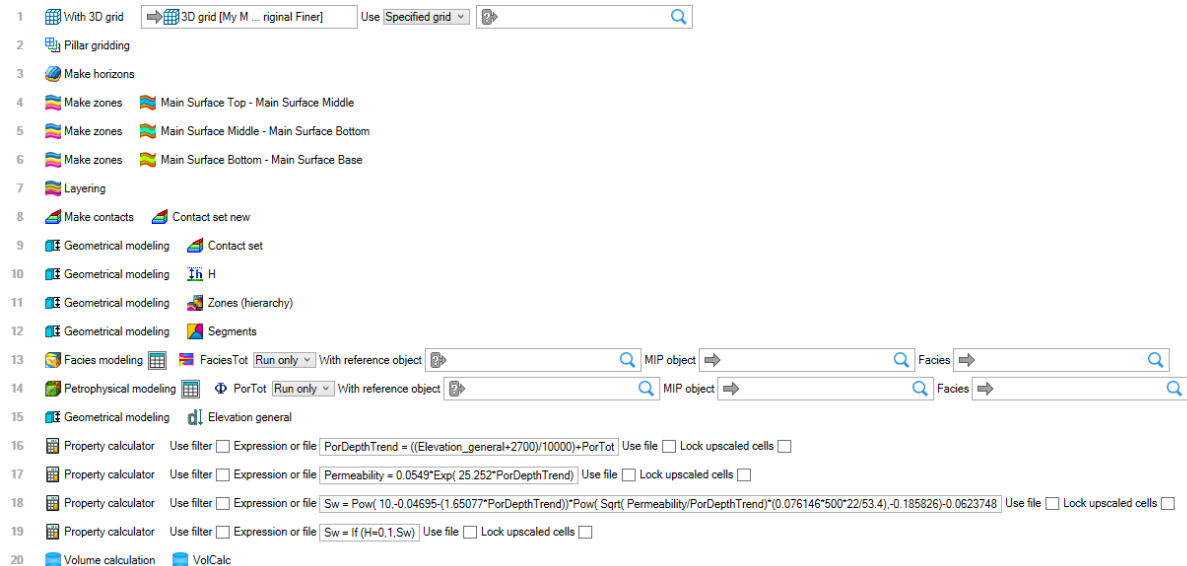 1 With 3D grid 3D grid [My M ... riginal Finer] Use Specified grid
2 Pillar gridding
3 Make horizons
4 Make zones Main Surface Top - Main Surface Middle
5 Make zones Main Surface Middle - Main Surface Bottom
6 Make zones Main Surface Bottom - Main Surface Base
7 Layering
8 Make contacts Contact set new
9 Geometrical modeling Contact set
10 Geometrical modeling H
11 Geometrical modeling Zones (hierarchy)
12 Geometrical modeling Segments
13 Facies modeling FaciesTot Run only With reference object MIP object Facies
14 Petrophysical modeling Φ PorTot Run only With reference object MIP object Facies
15 Geometrical modeling Elevation general
16 Property calculator Use filter Expression or file PorDepthTrend = ((Elevation_general+2700)/10000)+PorTot Use file Lock upscaled cells
17 Property calculator Use filter Expression or file Permeability = 0.0549*Exp( 25.252*PorDepthTrend) Use file Lock upscaled cells
18 Property calculator Use filter Expression or file Sw = Pow( 10,-0.04695-(1.65077*PorDepthTrend))*Pow( Sqrt( Permeability/PorDepthTrend)*(0.076146*500*22/53.4),-0.185826)-0.0623748 Use file Lock upscaled cells
19 Property calculator Use filter Expression or file Sw = If (H=0,1,Sw) Use file Lock upscaled cells
20 Volume calculation VolCalc